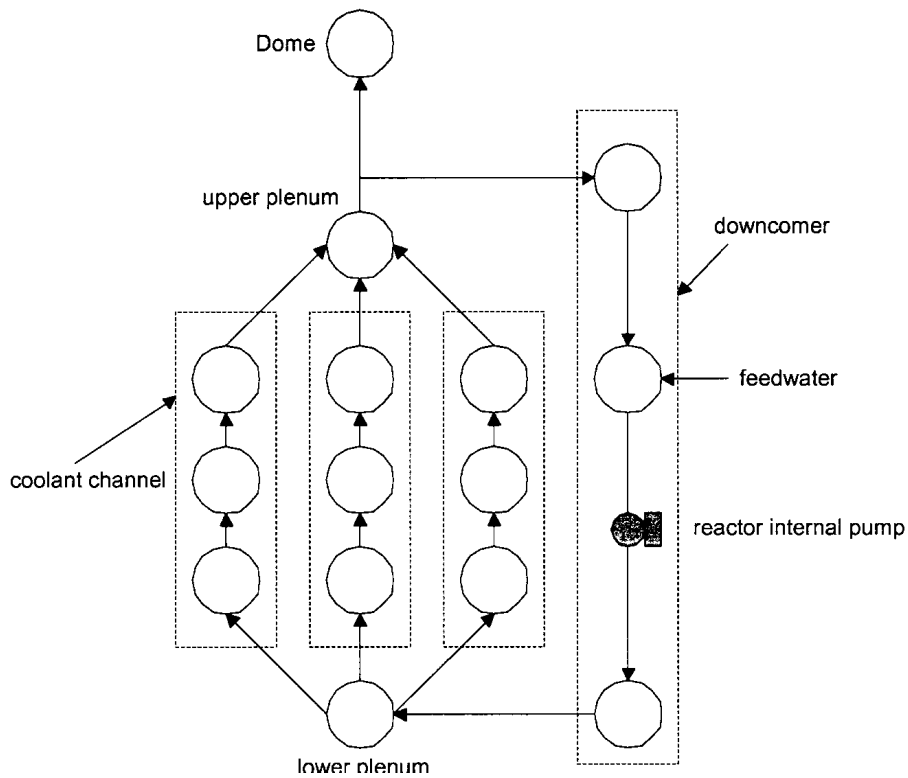 Dome
upper plenum
downcomer
feedwater
coolant channel
reactor internal pump
lower plenum